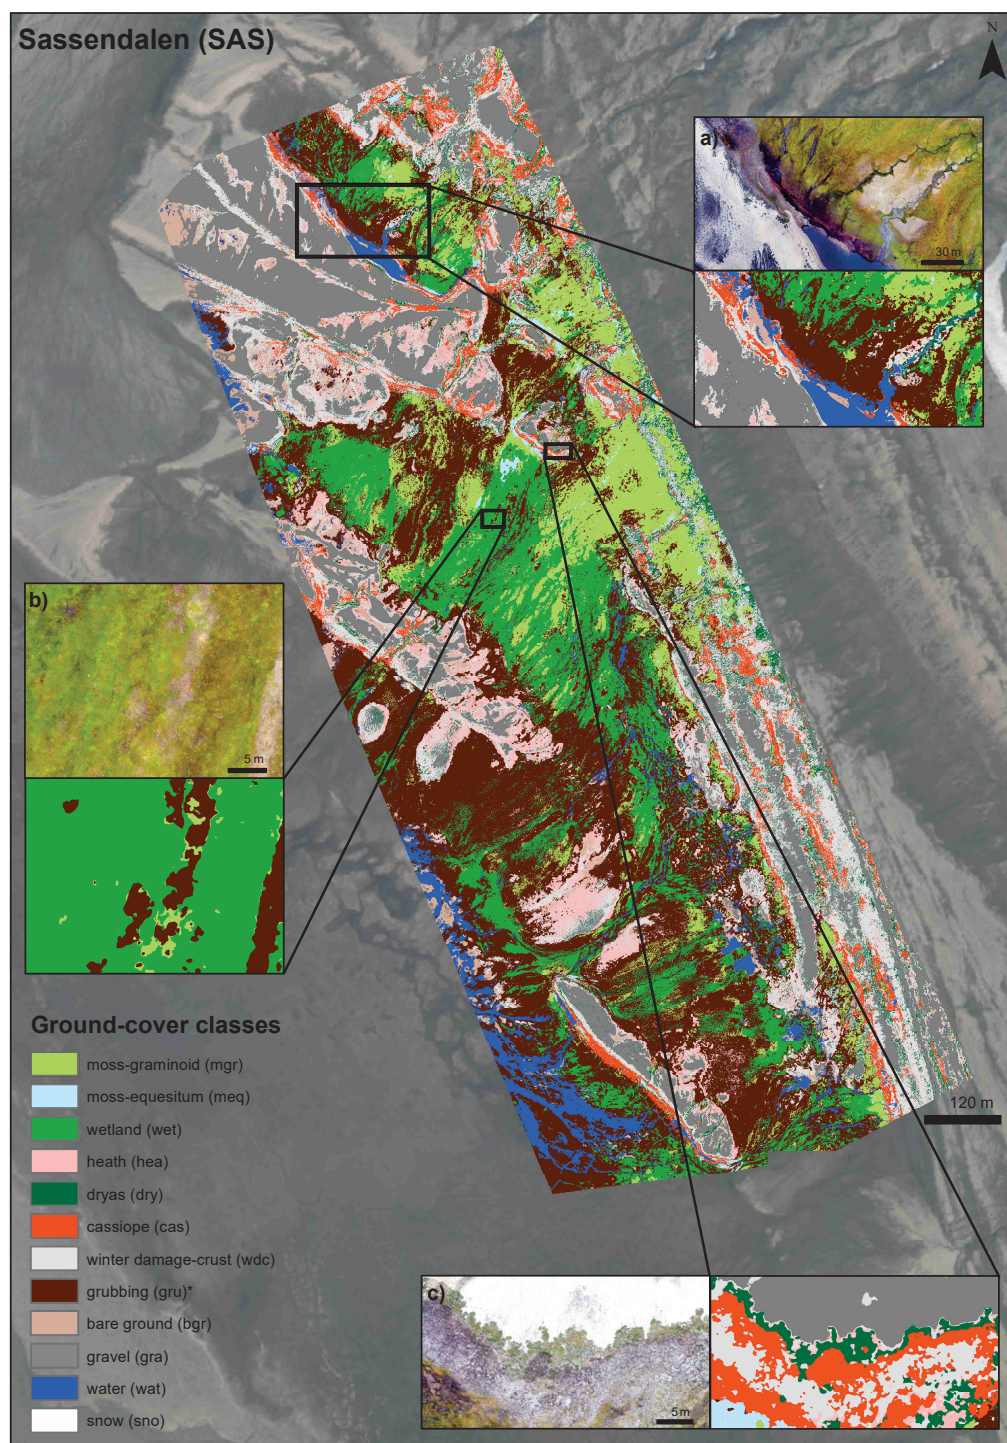 Sassendalen (SAS)
N
a)
30 m
b)
5 m
Ground-cover classes
moss-graminoid (mgr)
moss-equesitum (meq)
wetland (wet)
heath (hea)
dryas (dry)
cassiope (cas)
winter damage-crust (wdc)
grubbing (gru)*
bare ground (bgr)
gravel (gra)
water (wat)
snow (sno)
120 m
c)
5 m